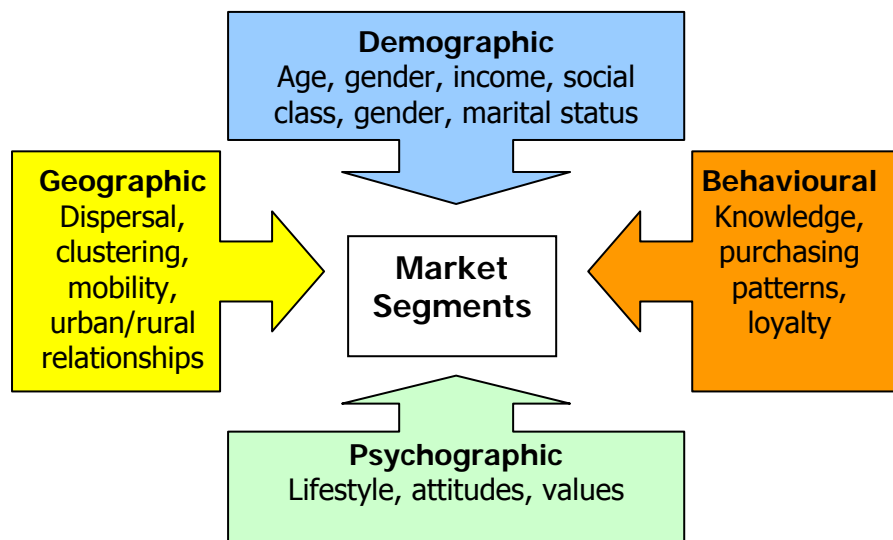 Demographic
Age, gender, income, social
class, gender, marital status
Geographic
Dispersal,
clustering,
mobility,
urban/rural
relationships
Market
Segments
Behavioural
Knowledge,
purchasing
patterns,
loyalty
Psychographic
Lifestyle, attitudes, values